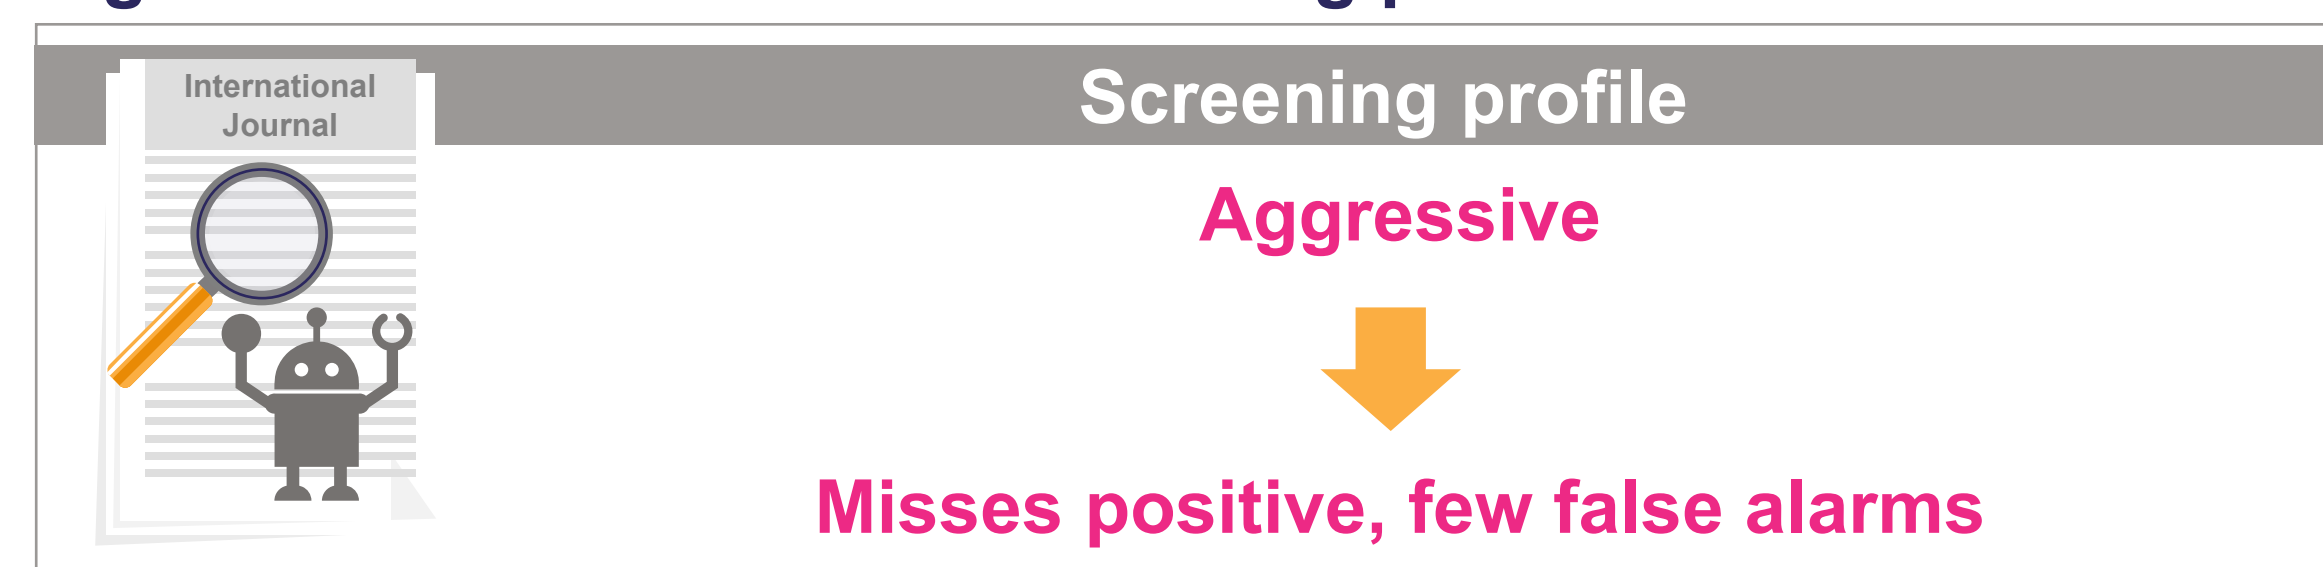 International
Journal
Screening profile
Aggressive
Misses positive, few false alarms